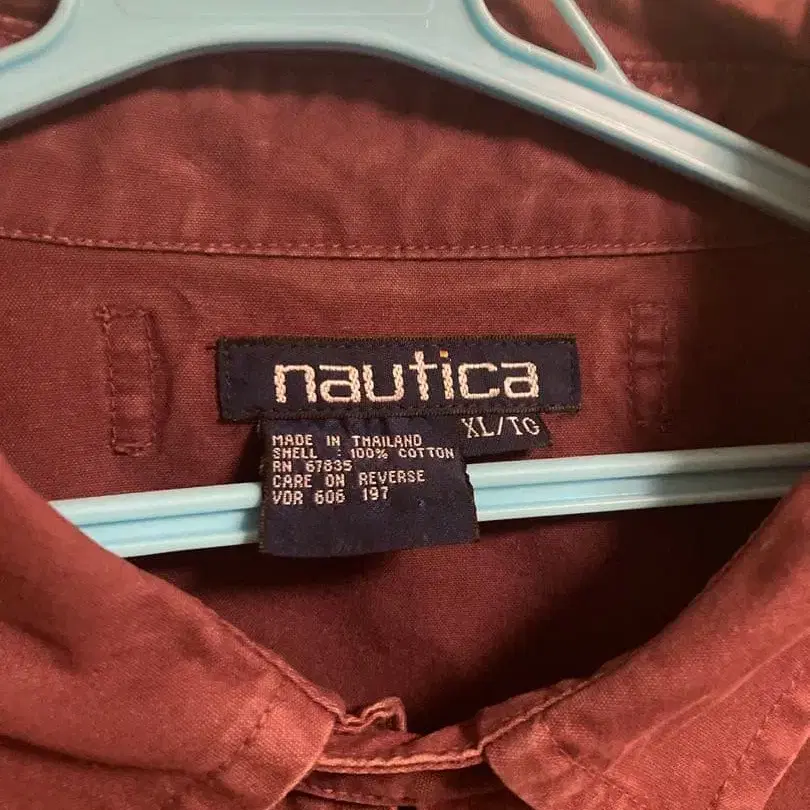 nautica
XL/TG
MADE IN THAILAND
SHELL : 100% COTTON
RN 67835
CARE ON REVERSE
VDR 606 197